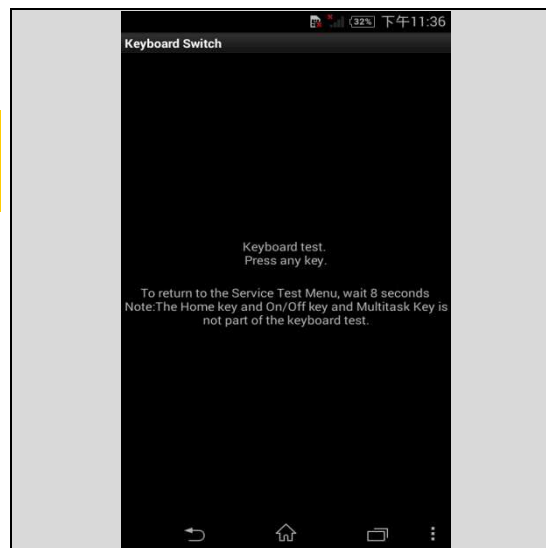 32% 下午11:36
Keyboard Switch
Keyboard test.
Press any key.
To return to the Service Test Menu, wait 8 seconds
Note:The Home key and On/Off key and Multitask Key is
not part of the keyboard test.